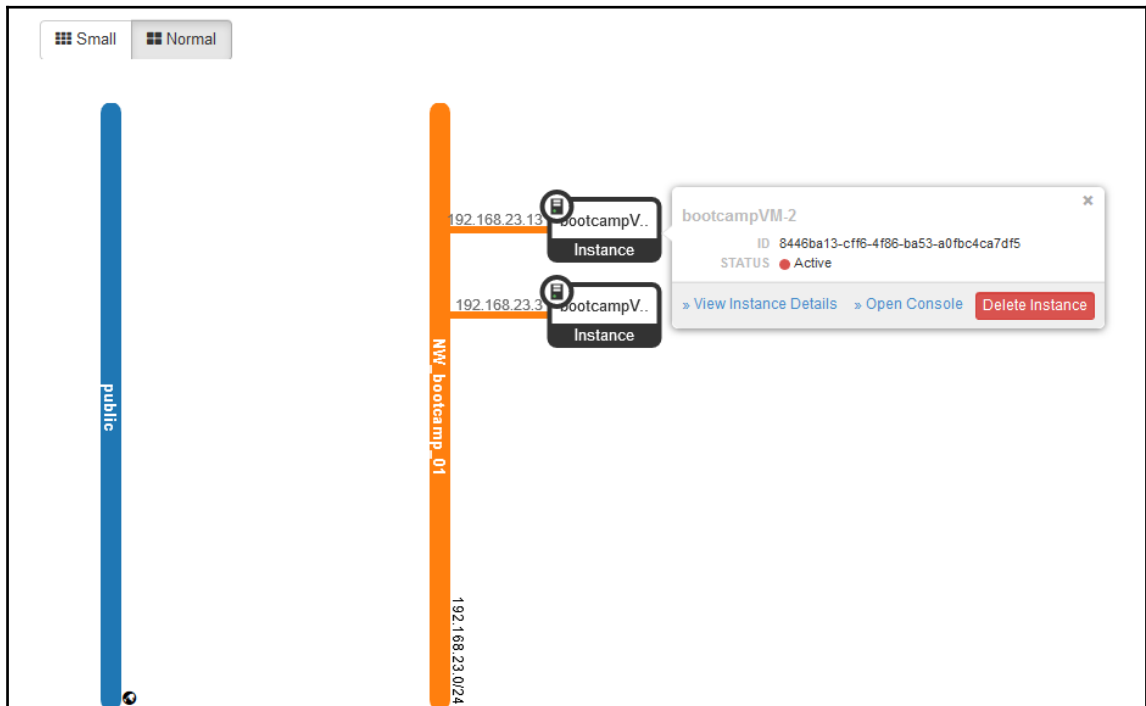 Small Normal
192.168.23.13
bootcampV..
Instance
bootcampVM-2
ID 8446ba13-cff6-4f86-ba53-a0fbc4ca7df5
STATUS Active
» View Instance Details » Open Console Delete Instance
192.168.23.3
bootcampV..
Instance
public
NW_bootcamp_01
192.168.23.0/24